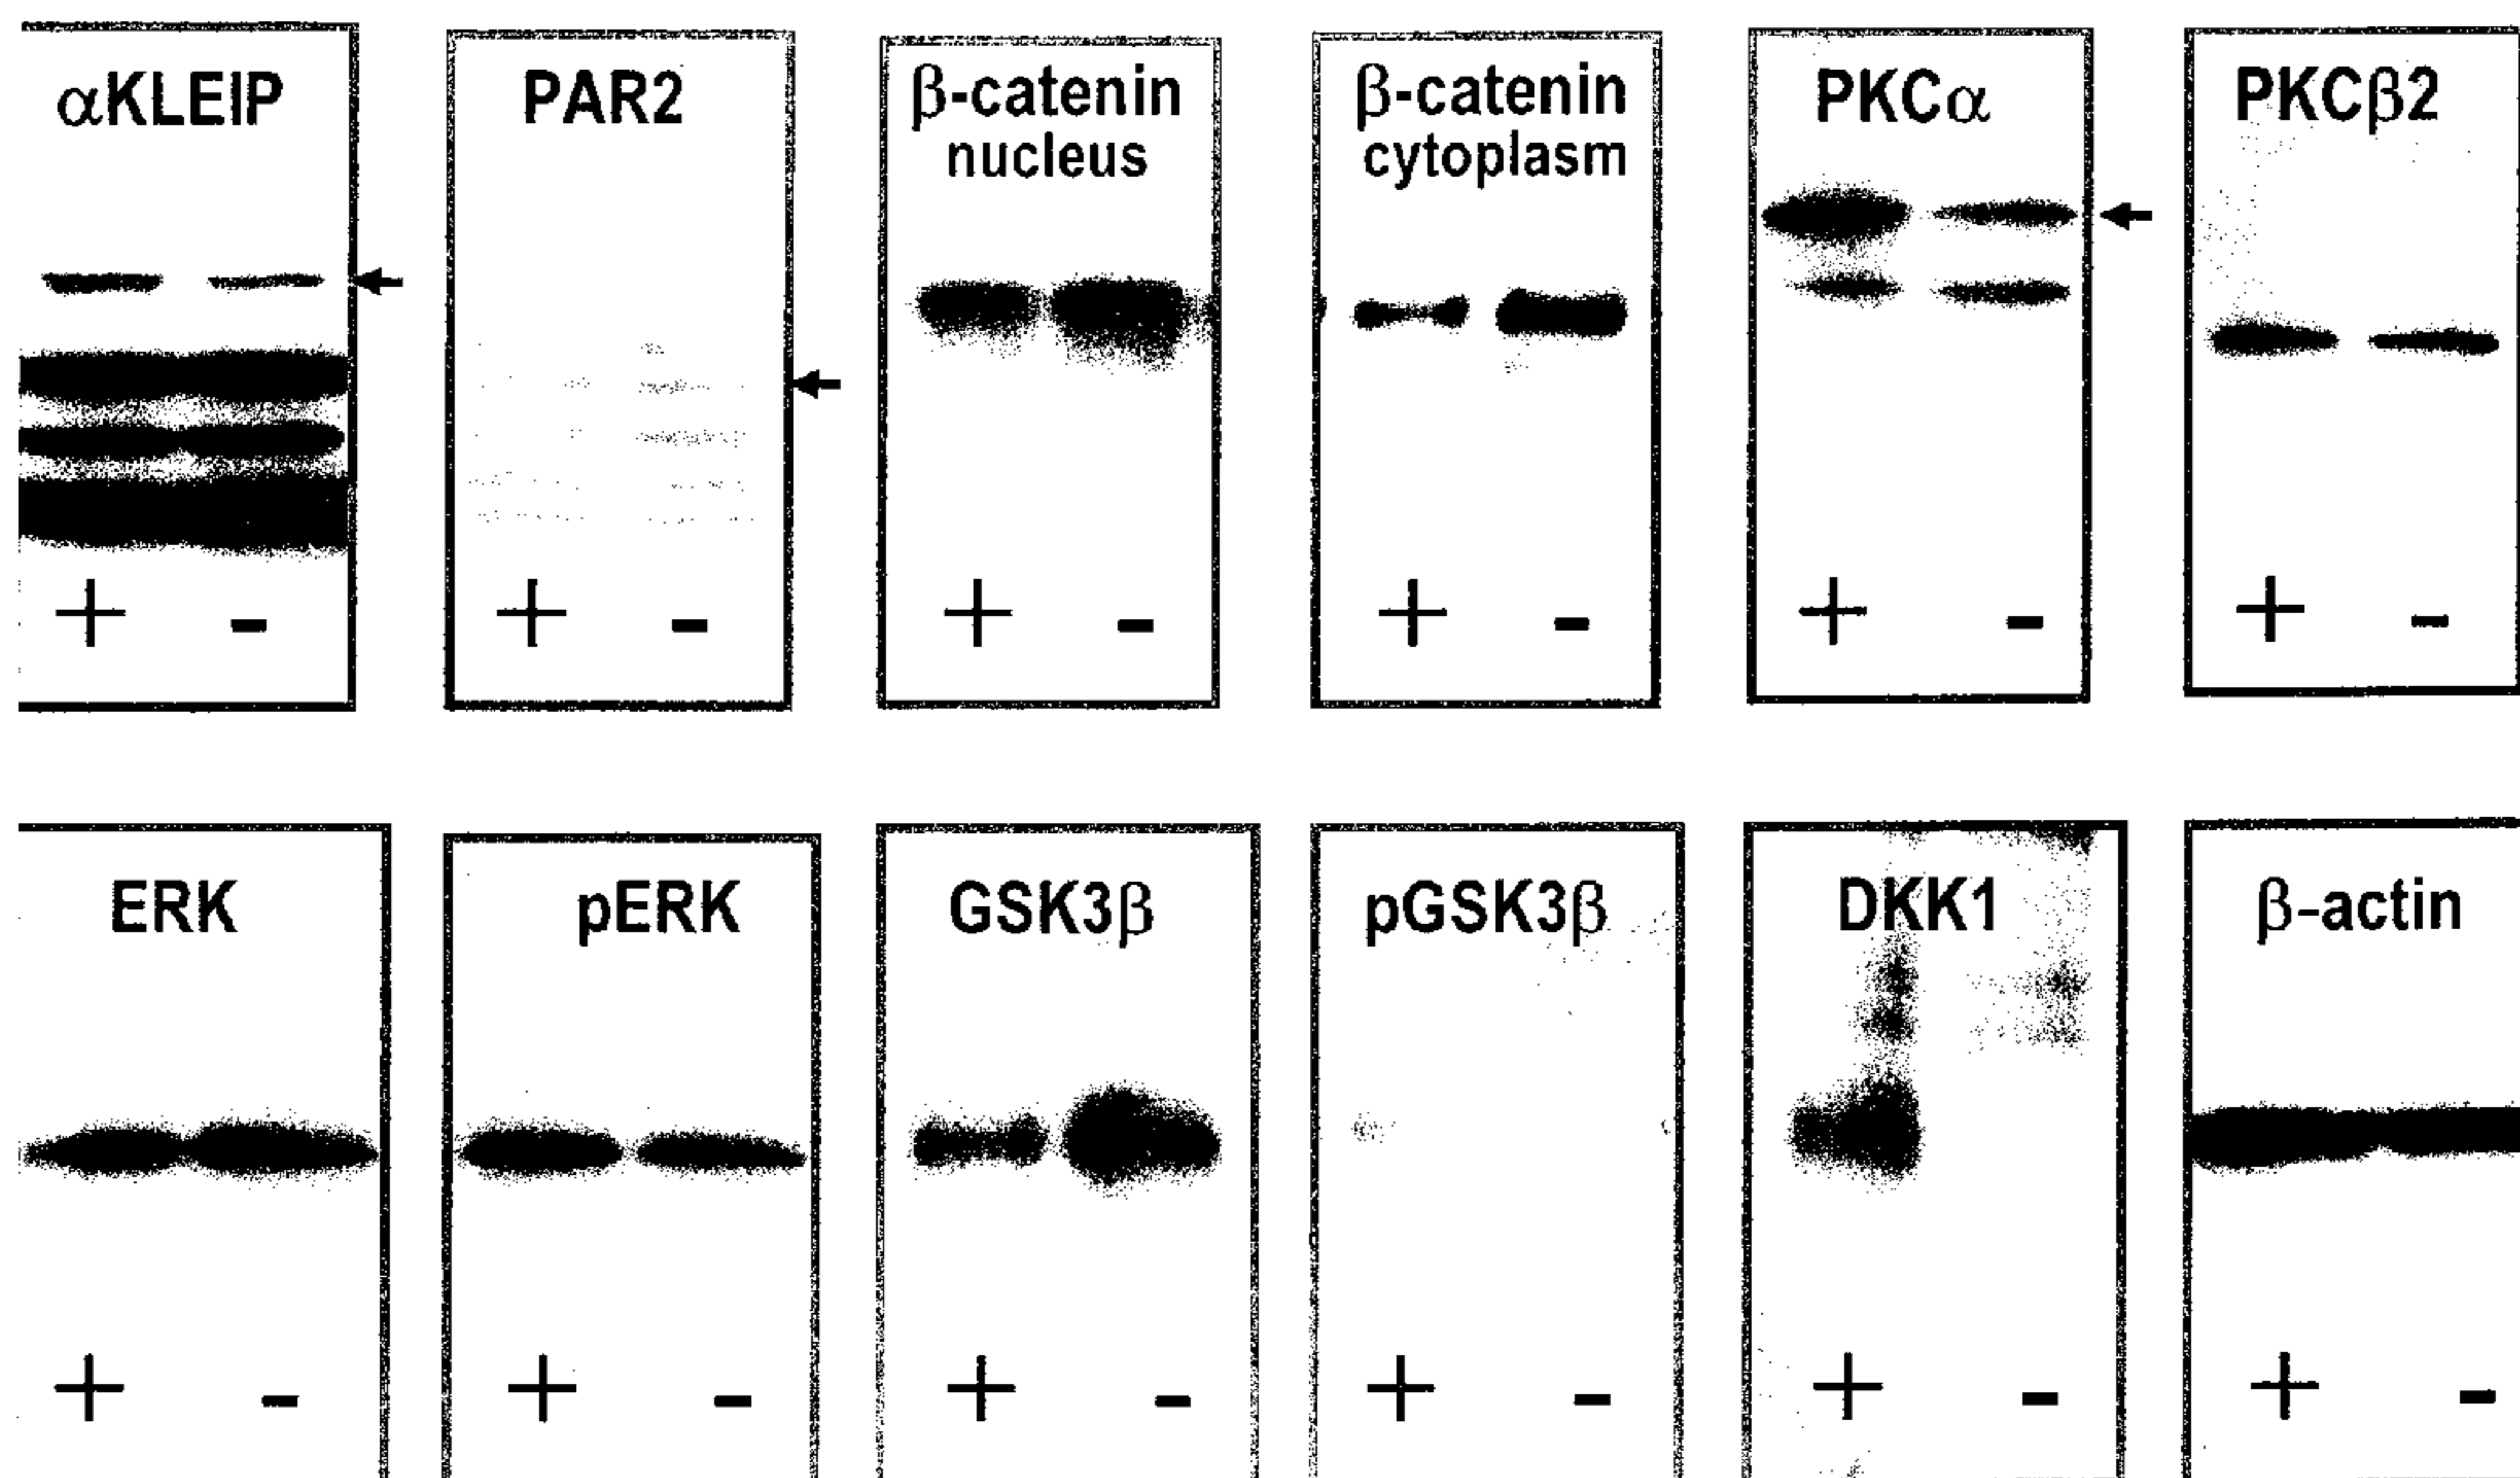 αKLEIP
+ -
PAR2
+ -
β-catenin
nucleus
+ -
β-catenin
cytoplasm
+ -
PKCα
+ -
PKCβ2
+ -
ERK
+ -
pERK
+ -
GSK3β
+ -
pGSK3β
+ -
DKK1
+ -
β-actin
+ -